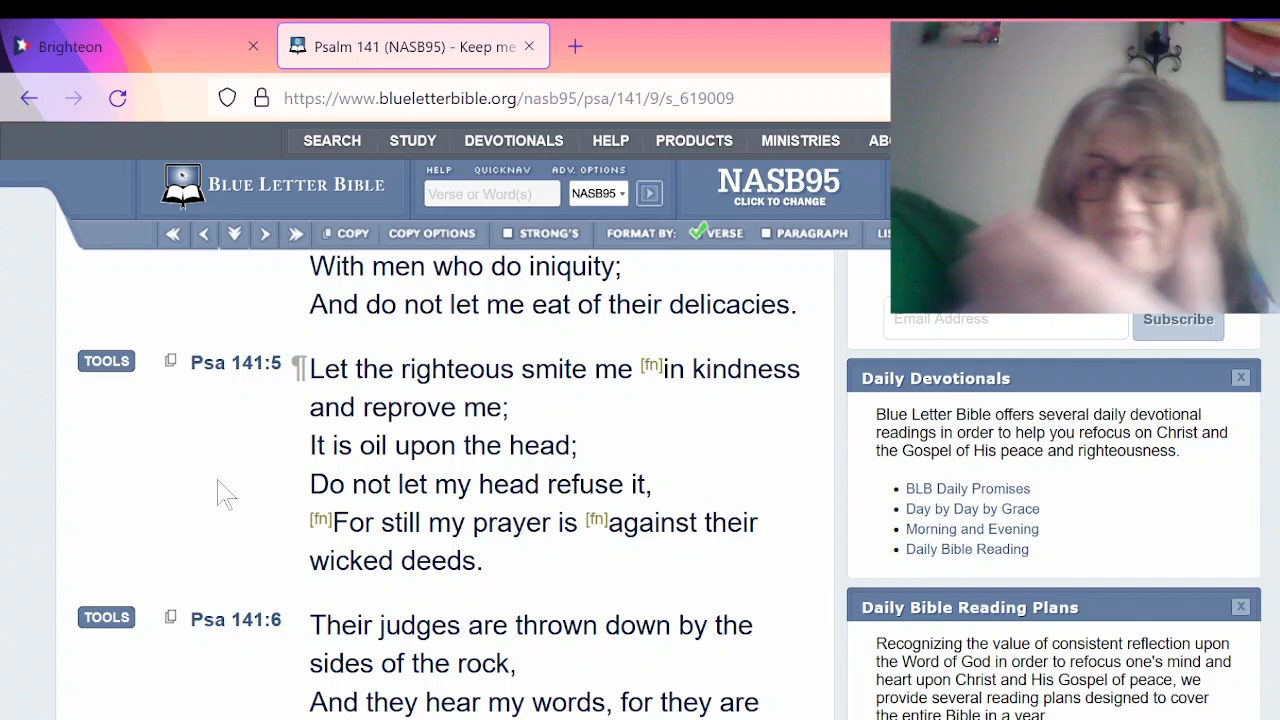 Brighteon
Psalm 141 (NASB95) - Keep me
https://www.blueletterbible.org/nasb95/psa/141/9/s_619009
SEARCH STUDY DEVOTIONALS HELP PRODUCTS MINISTRIES AB
BLUE LETTER BIBLE
HELP QUICKNAV ADV. OPTIONS
Verse or Word(s) NASB95
NASB95
CLICK TO CHANGE
COPY COPY OPTIONS STRONG'S FORMAT BY: VERSE PARAGRAPH LI
With men who do iniquity;
And do not let me eat of their delicacies.
TOOLS Psa 141:5 ¶Let the righteous smite me [fn]in kindness
and reprove me;
It is oil upon the head;
Do not let my head refuse it,
[fn]For still my prayer is [fn]against their
wicked deeds.
TOOLS Psa 141:6 Their judges are thrown down by the
sides of the rock,
And they hear my words, for they are
Email Address Subscribe
Daily Devotionals X
Blue Letter Bible offers several daily devotional
readings in order to help you refocus on Christ and
the Gospel of His peace and righteousness.
• BLB Daily Promises
• Day by Day by Grace
• Morning and Evening
• Daily Bible Reading
Daily Bible Reading Plans X
Recognizing the value of consistent reflection upon
the Word of God in order to refocus one's mind and
heart upon Christ and His Gospel of peace, we
provide several reading plans designed to cover
the entire Bible in a year.